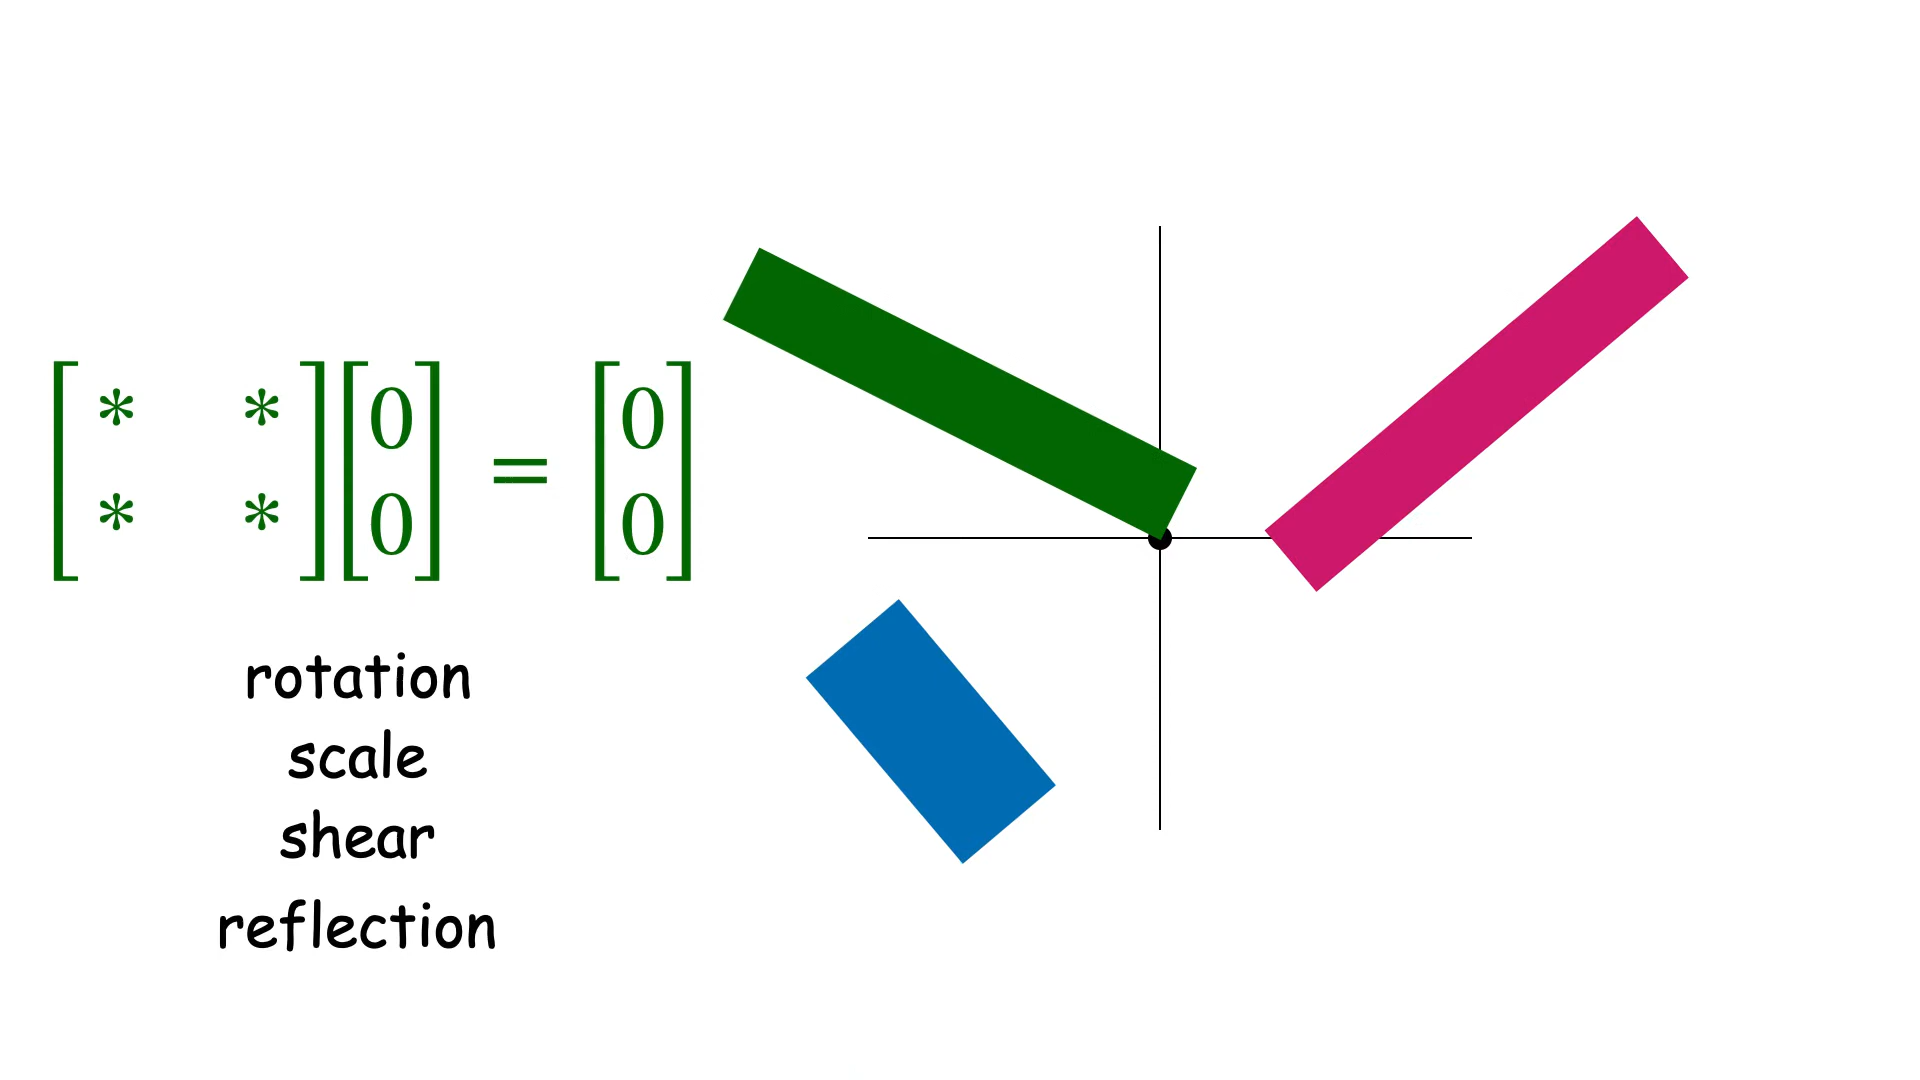 [ * * ] [ 0 ] = [ 0 ]
[ * * ] [ 0 ]   [ 0 ]
rotation
scale
shear
reflection